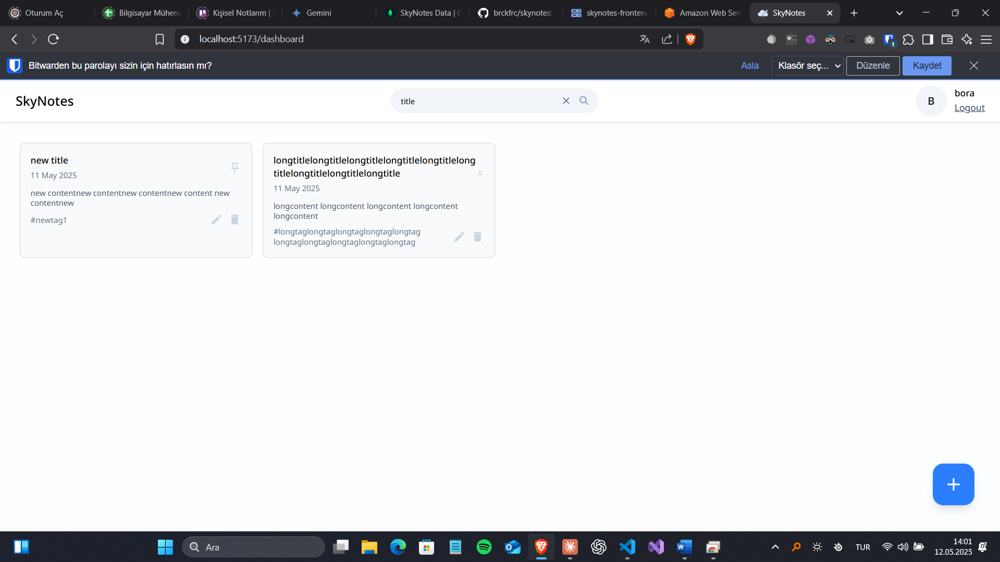 Oturum Aç
Bilgisayar Mühen
Kişisel Notlarım |
Gemini
SkyNotes Data |
brckfrc/skynotes:
skynotes-fronten
Amazon Web Ser
SkyNotes
localhost:5173/dashboard
1
Bitwarden bu parolayı sizin için hatırlasın mı?
Asla
Klasör seç...
Düzenle
Kaydet
SkyNotes
title
B
bora
Logout
new title
11 May 2025
new contentnew contentnew contentnew content new
contentnew
#newtag1
longtitlelongtitlelongtitlelongtitlelongtitlelong
titlelongtitlelongtitlelongtitle
11 May 2025
longcontent longcontent longcontent longcontent
longcontent
#longtaglongtaglongtaglongtaglongtag
longtaglongtaglongtaglongtaglongtag
+
Ara
TUR
14:01
12.05.2025